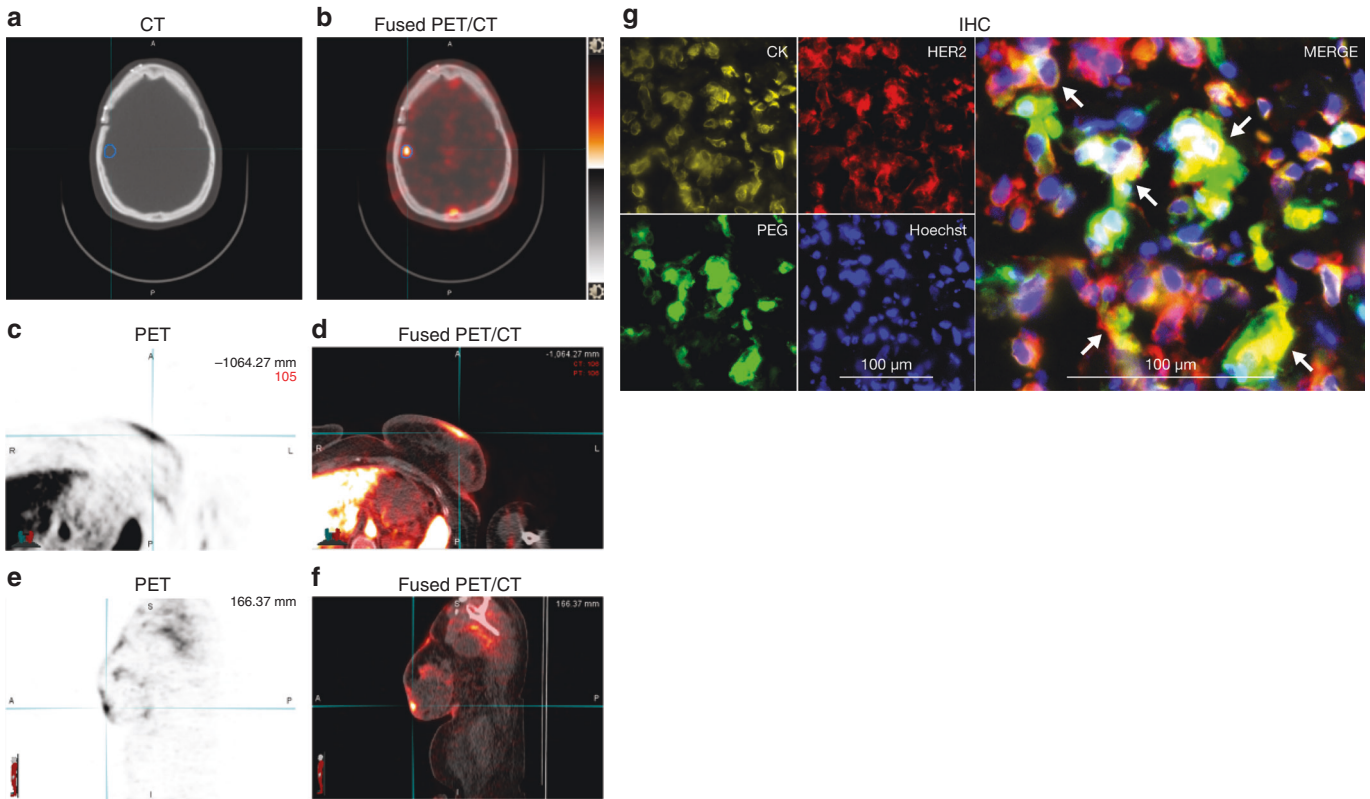 a
CT
b
Fused PET/CT
A
P
A
P
c
PET
A
–1064.27 mm
105
R
L
P
d
Fused PET/CT
A
-1,064.27 mm
R
L
P
e
PET
S
166.37 mm
A
P
I
f
Fused PET/CT
S
166.37 mm
A
P
I
g
IHC
CK
HER2
MERGE
PEG
Hoechst
100 µm
100 µm